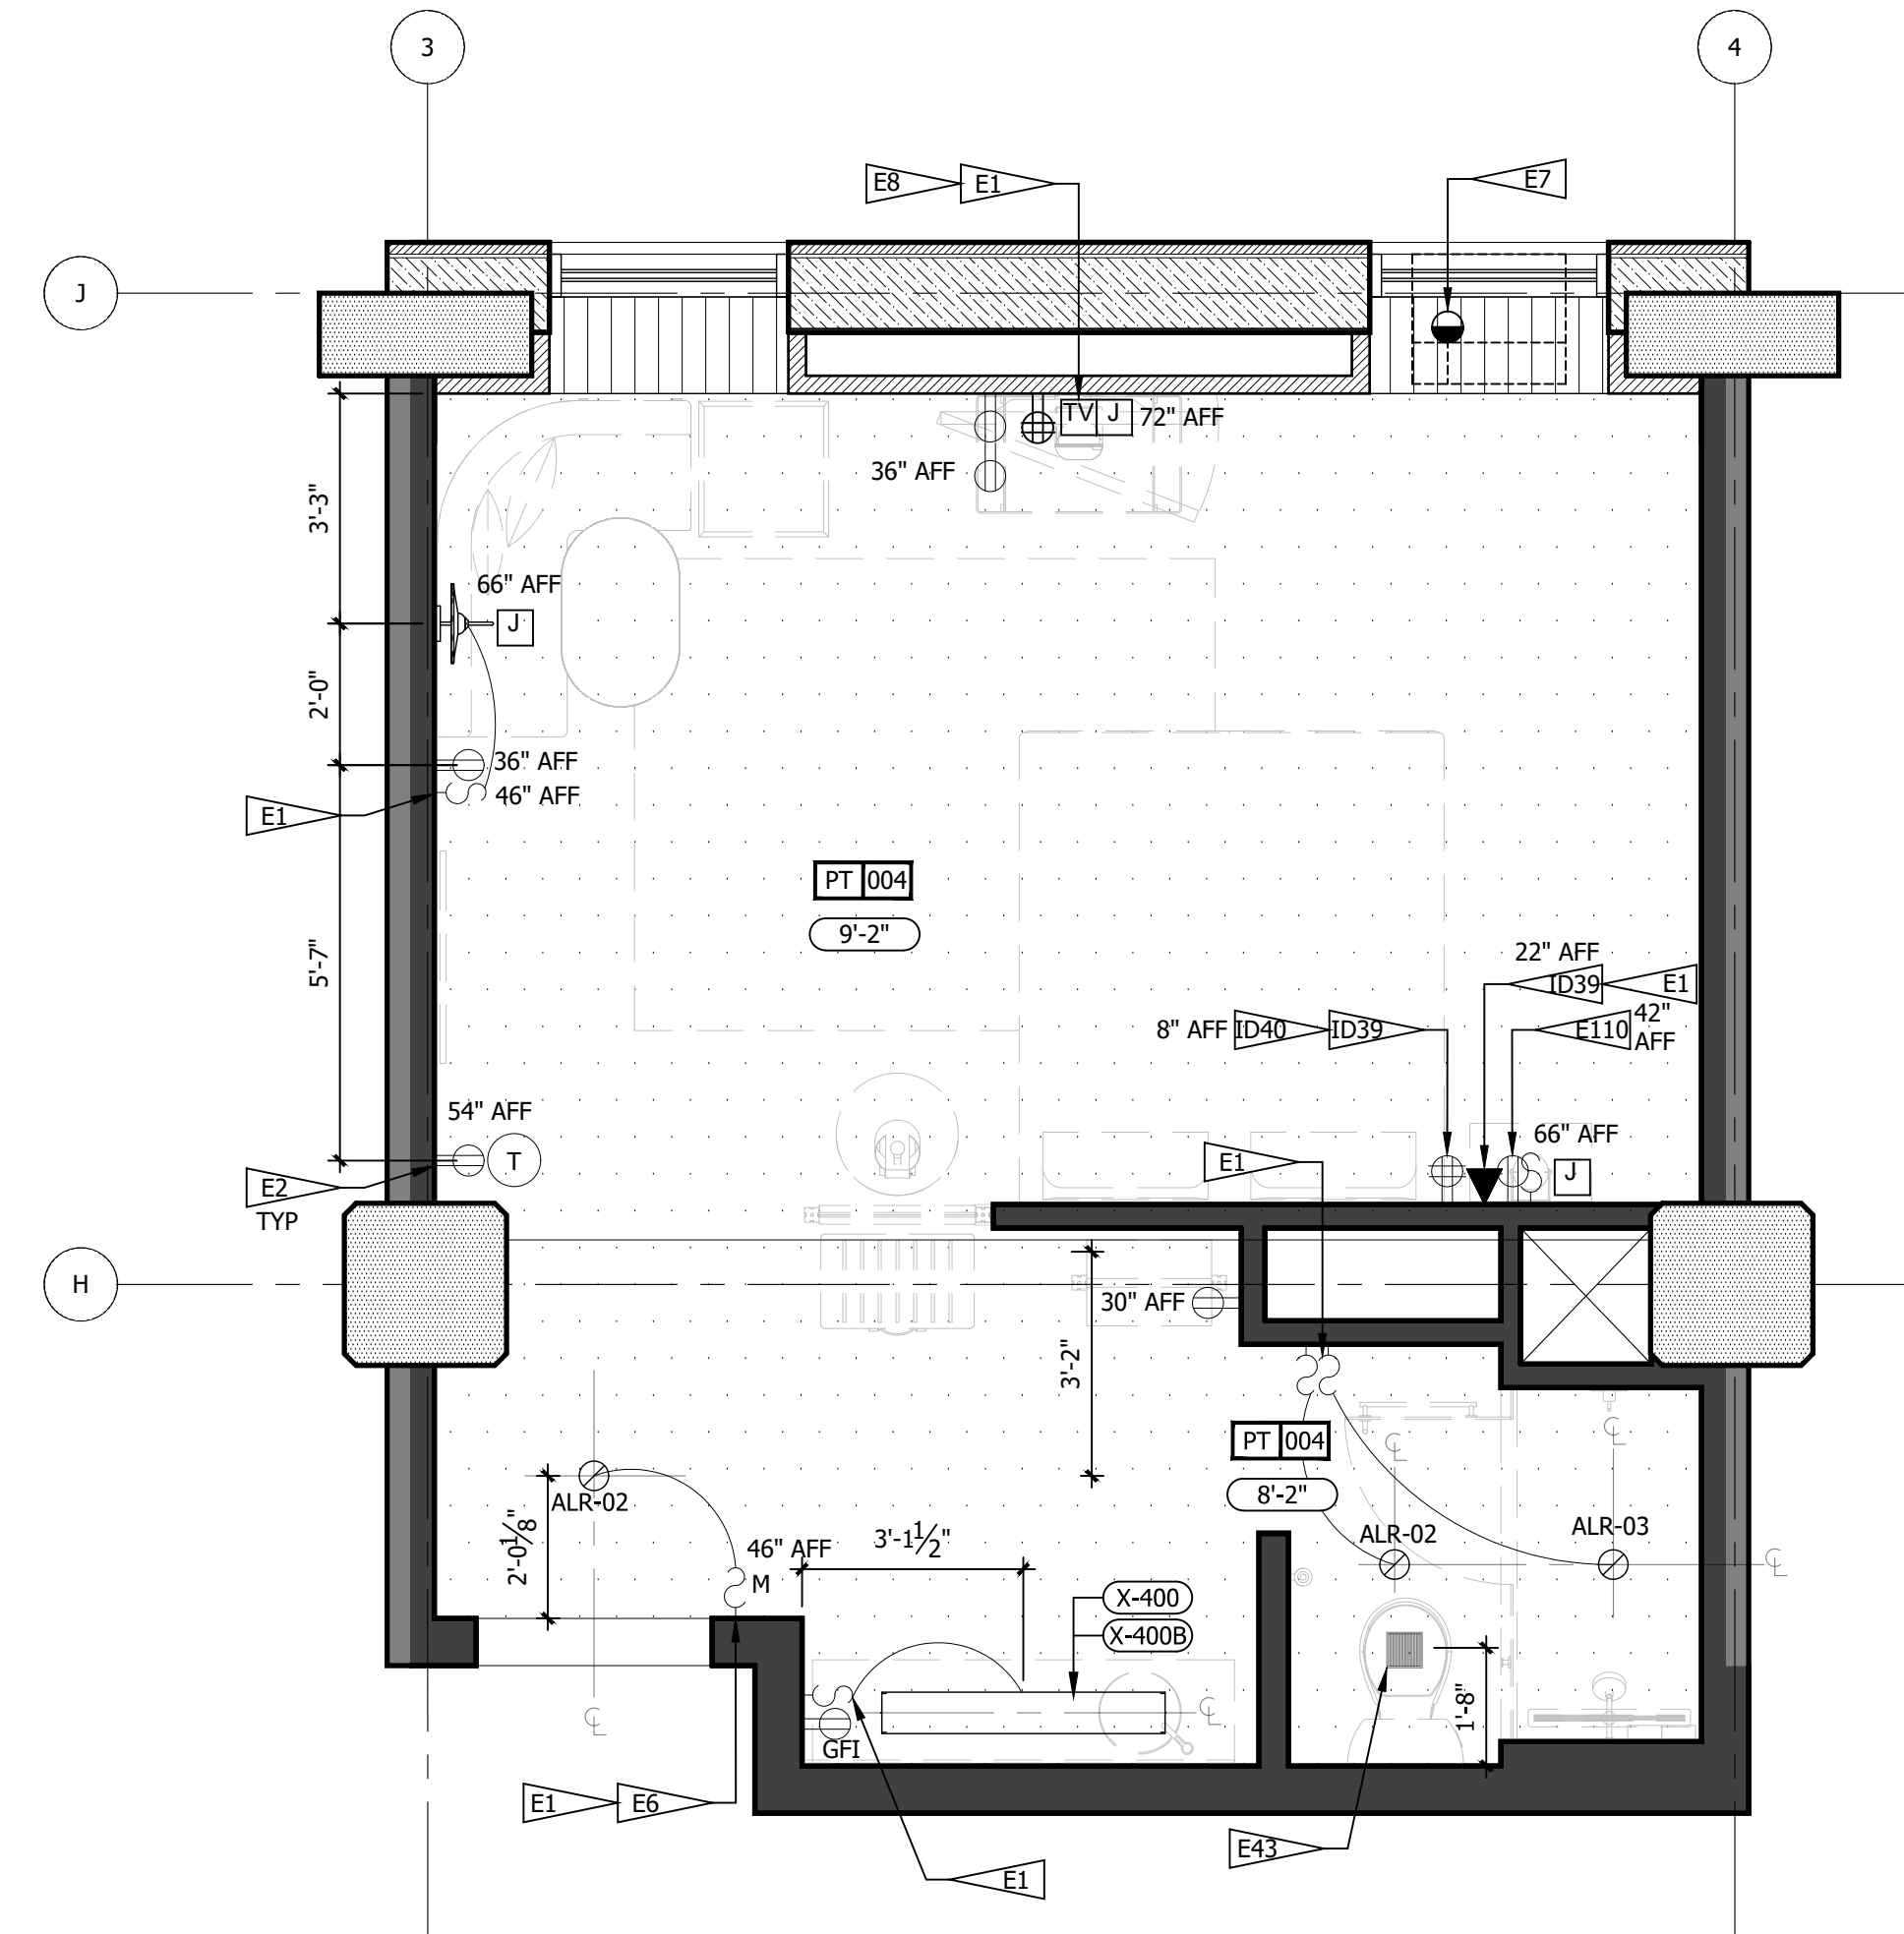 3
4
E8
E1
E7
J
TV
J
72" AFF
36" AFF
3'-3"
66" AFF
J
2'-0"
36" AFF
46" AFF
E1
PT
004
9'-2"
5'-7"
22" AFF
ID39
E1
8" AFF
ID40
ID39
E110
42"
AFF
54" AFF
T
66" AFF
J
E1
E2
TYP
H
30" AFF
3'-2"
PT
004
8'-2"
℄
℄
ALR-02
2'-0 1/8"
46" AFF
M
3'-1 1/2"
ALR-02
ALR-03
℄
X-400
X-400B
1'-8"
℄
℄
GFI
E1
E6
E43
E1